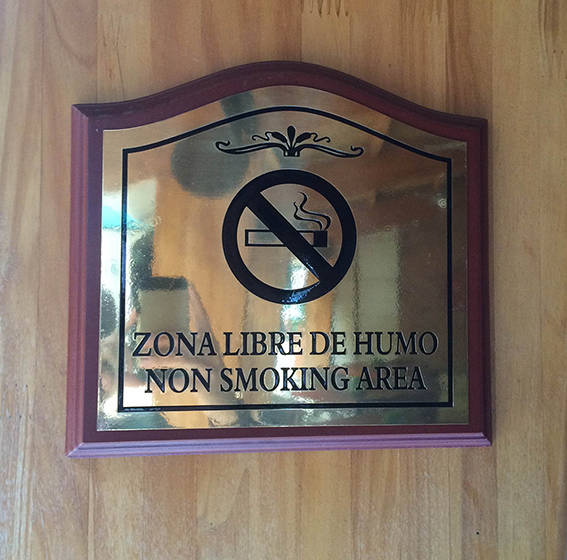 ZONA LIBRE DE HUMO
NON SMOKING AREA